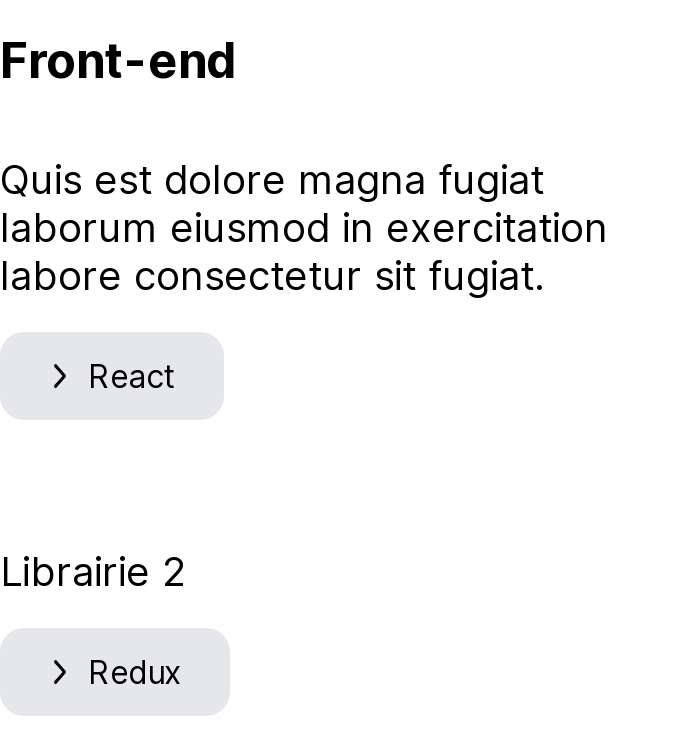 Front-end
Quis est dolore magna fugiat
laborum eiusmod in exercitation
labore consectetur sit fugiat.
React
Librairie 2
Redux